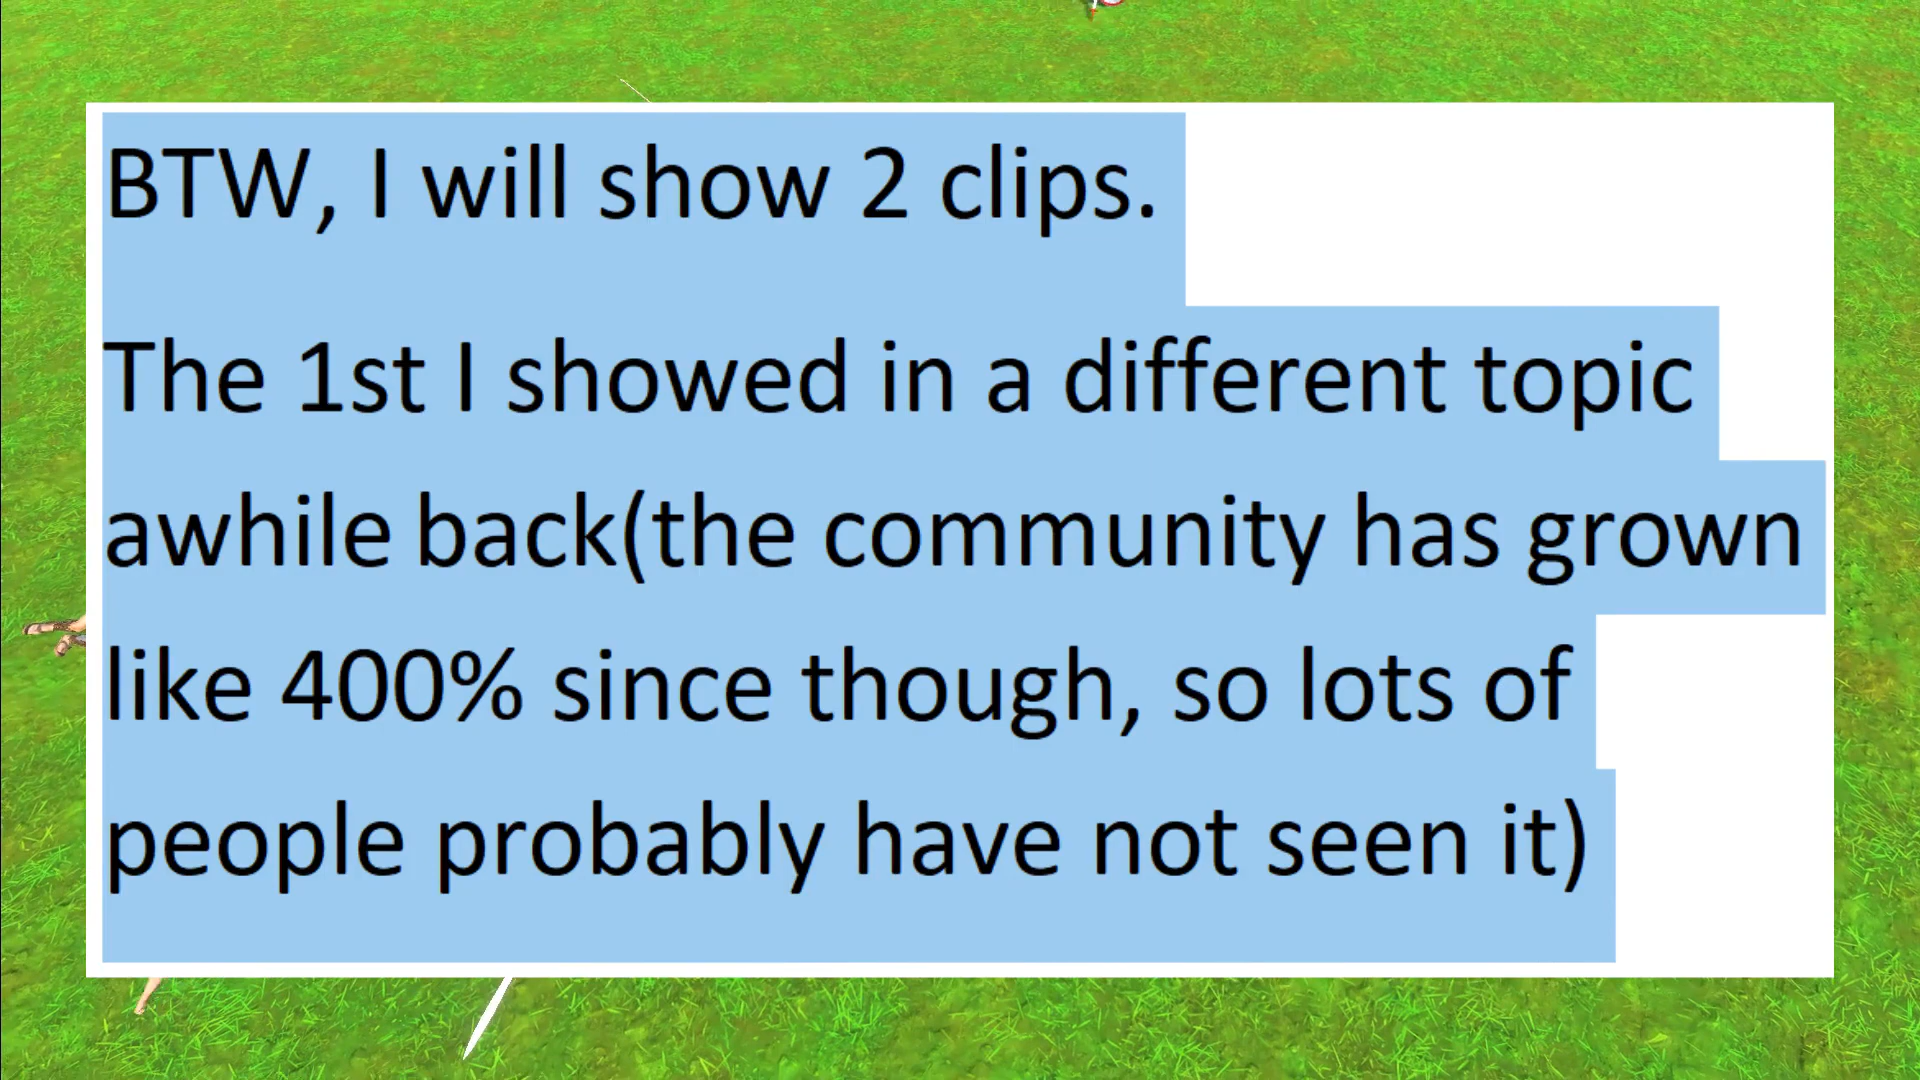 BTW, I will show 2 clips.
The 1st I showed in a different topic
awhile back(the community has grown
like 400% since though, so lots of
people probably have not seen it)